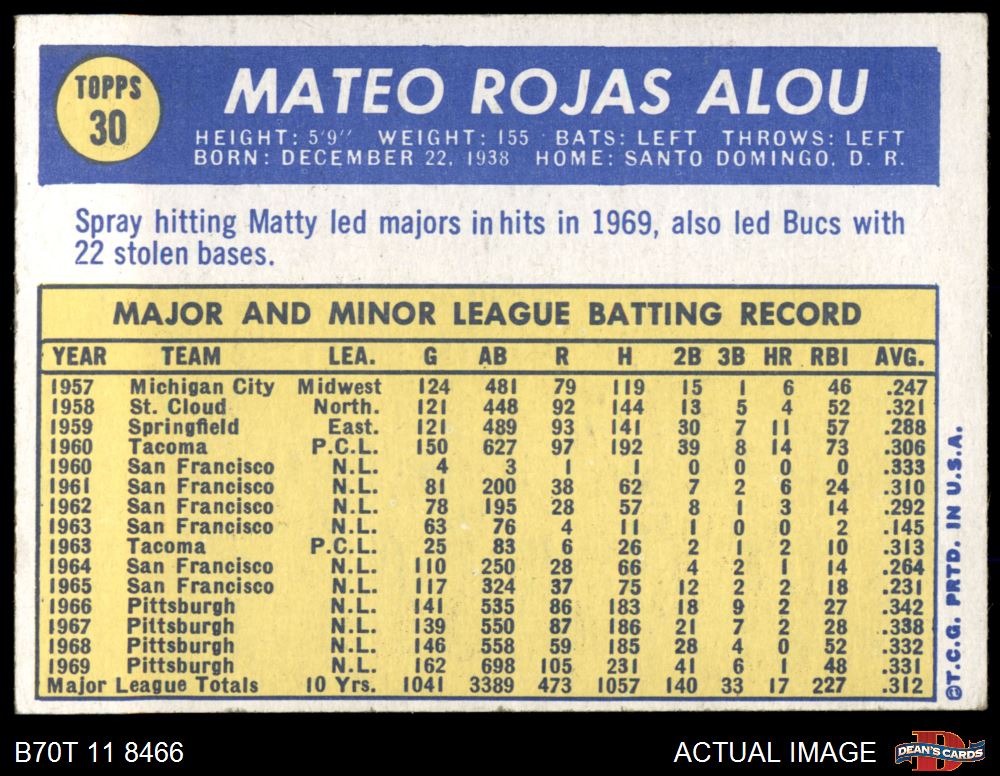 TOPPS
30
MATEO ROJAS ALOU
HEIGHT: 5'9" WEIGHT: 155 BATS: LEFT THROWS: LEFT
BORN: DECEMBER 22, 1938 HOME: SANTO DOMINGO, D. R.
Spray hitting Matty led majors in hits in 1969, also led Bucs with
22 stolen bases.
MAJOR AND MINOR LEAGUE BATTING RECORD
YEAR TEAM LEA. G AB R H 2B 3B HR RBI AVG.
1957 Michigan City Midwest 124 481 79 119 15 1 6 46 .247
1958 St. Cloud North. 121 448 92 144 13 5 4 52 .321
1959 Springfield East. 121 489 93 141 30 7 11 57 .288
1960 Tacoma P.C.L. 150 627 97 192 39 8 14 73 .306
1960 San Francisco N.L. 4 3 1 1 0 0 0 0 .333
1961 San Francisco N.L. 81 200 38 62 7 2 6 24 .310
1962 San Francisco N.L. 78 195 28 57 8 1 3 14 .292
1963 San Francisco N.L. 63 76 4 11 1 0 0 2 .145
1963 Tacoma P.C.L. 25 83 6 26 2 1 2 10 .313
1964 San Francisco N.L. 110 250 28 66 4 2 1 14 .264
1965 San Francisco N.L. 117 324 37 75 12 2 2 18 .231
1966 Pittsburgh N.L. 141 535 86 183 18 9 2 27 .342
1967 Pittsburgh N.L. 139 550 87 186 21 7 2 28 .338
1968 Pittsburgh N.L. 146 558 59 185 28 4 0 52 .332
1969 Pittsburgh N.L. 162 698 105 231 41 6 1 48 .331
Major League Totals 10 Yrs. 1041 3389 473 1057 140 33 17 227 .312
©T.C.G. PRTD. IN U.S.A.
B70T 11 8466
ACTUAL IMAGE
DEAN'S CARDS